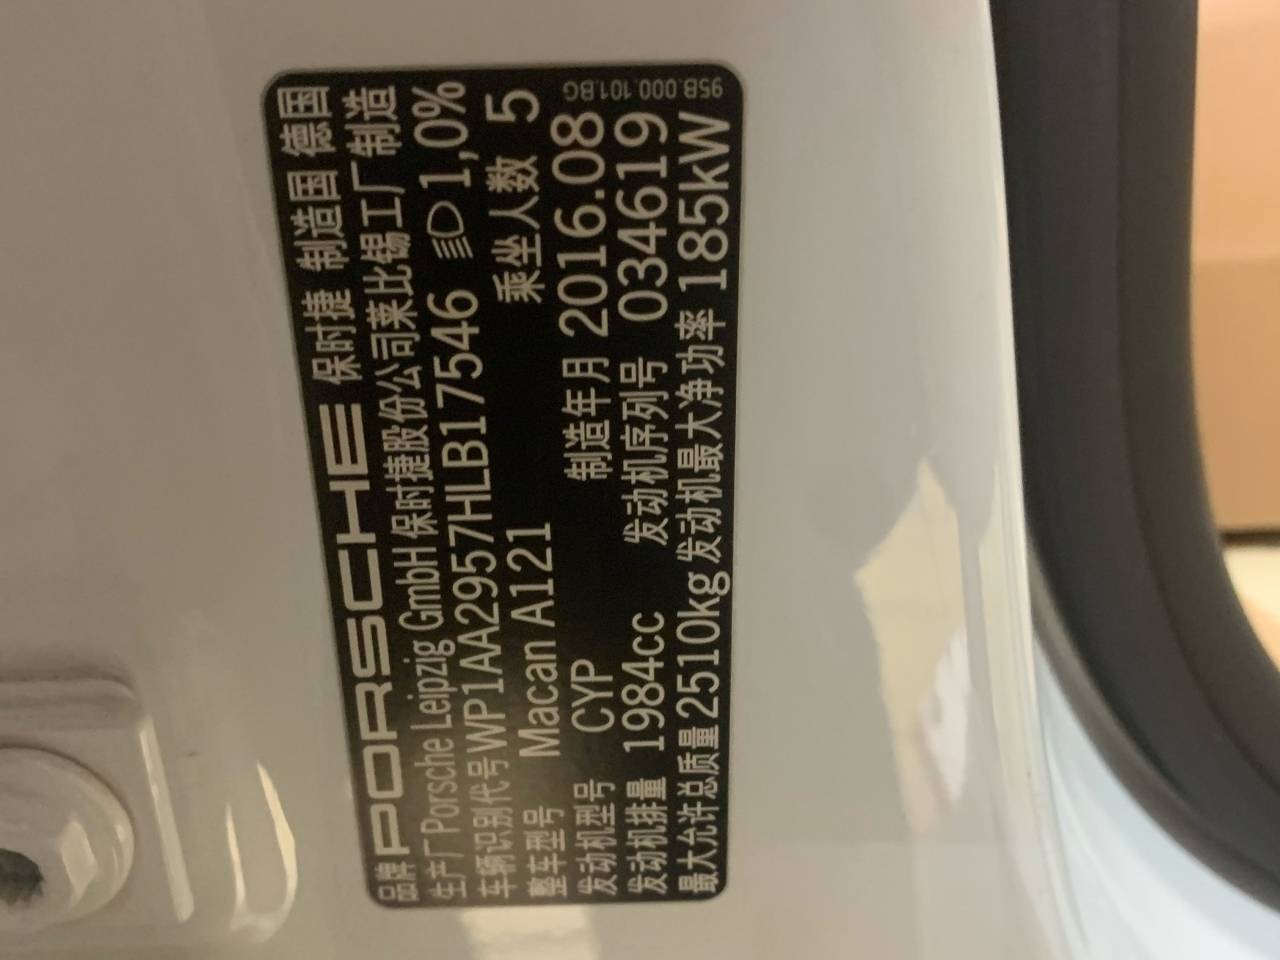 品牌 PORSCHE 保时捷 制造国 德国
生产厂 Porsche Leipzig GmbH 保时捷股份公司莱比锡工厂制造
车辆识别代号 WP1AA2957HLB17546 1,0%
整车型号 Macan A121 乘坐人数 5
发动机型号 CYP 制造年月 2016.08
发动机排量 1984cc 发动机序列号 034619
最大允许总质量 2510kg 发动机最大净功率 185kW
95B.000.101.BG